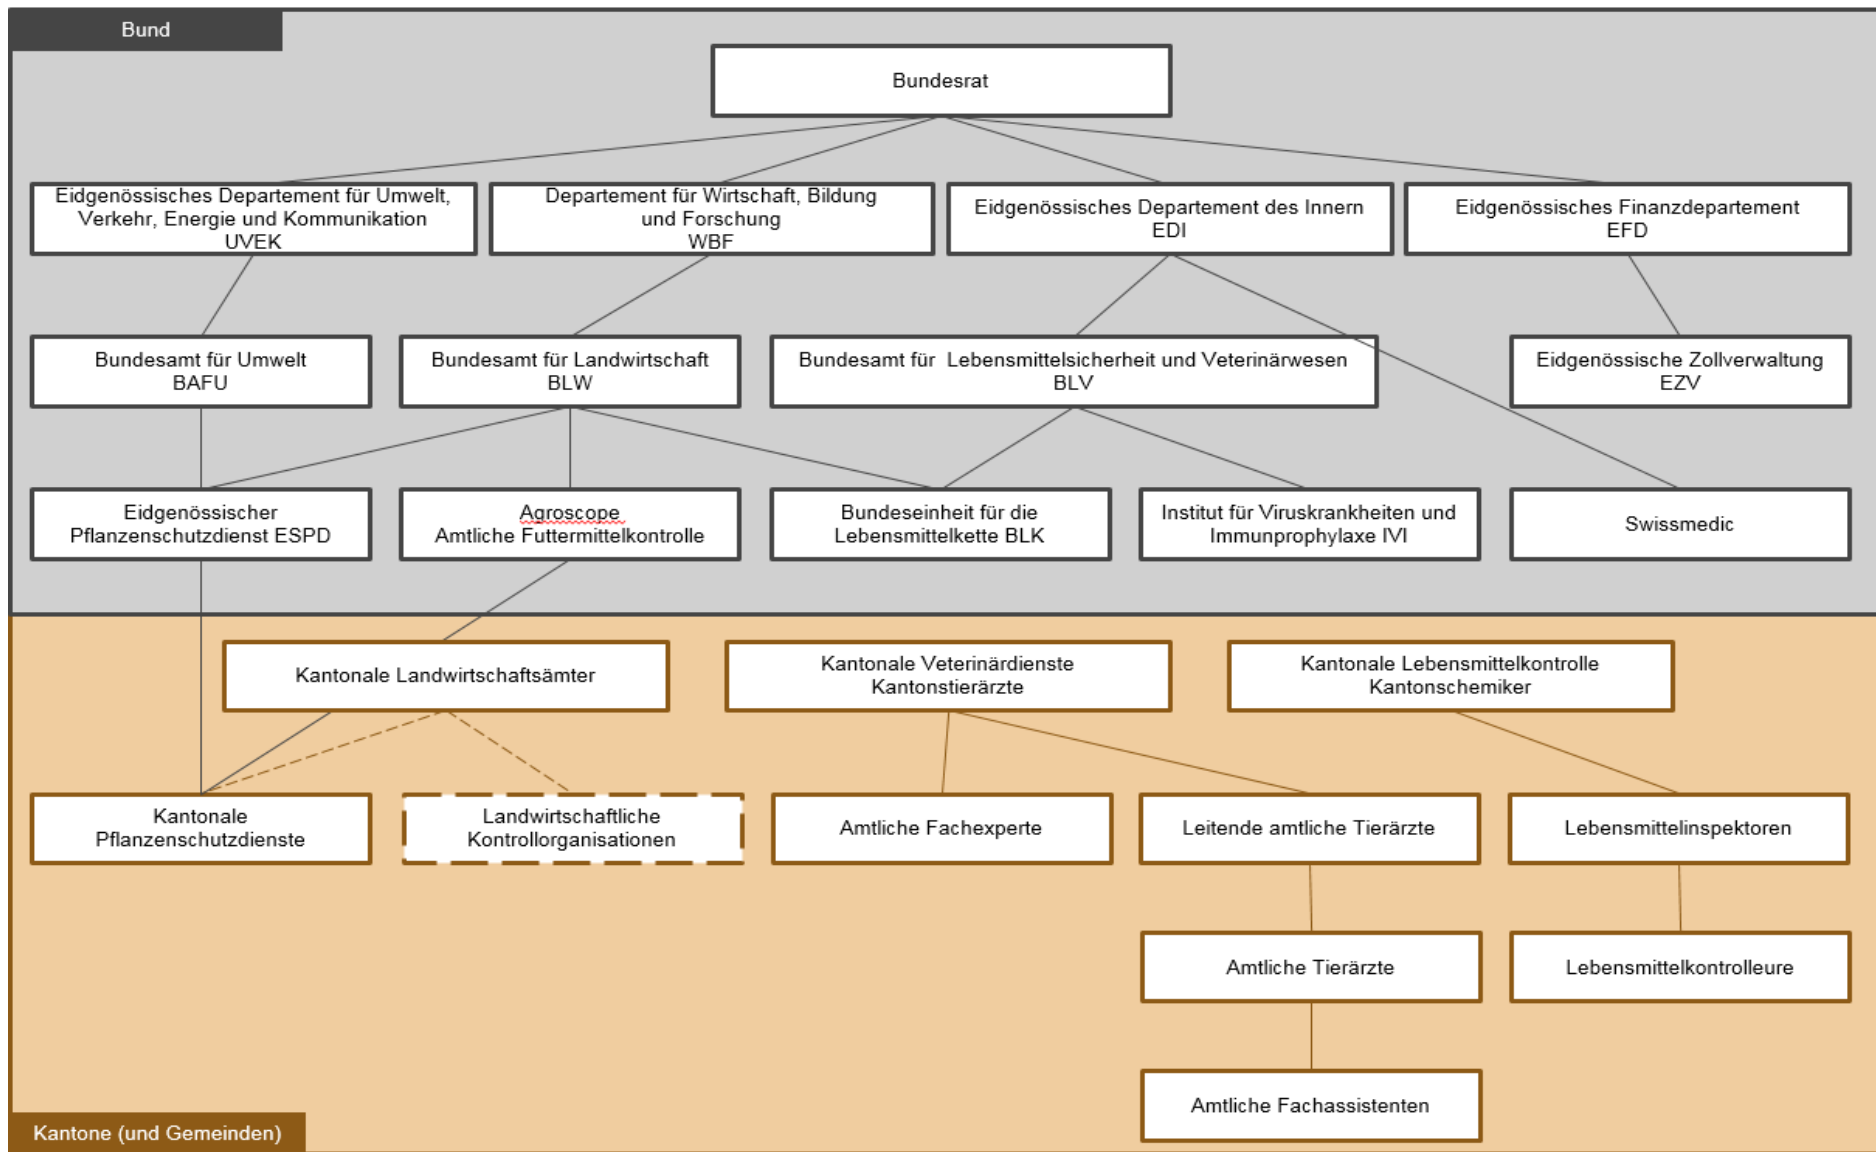 Bund
Bundesrat
Eidgenössisches Departement für Umwelt,
Verkehr, Energie und Kommunikation
UVEK
Departement für Wirtschaft, Bildung
und Forschung
WBF
Eidgenössisches Departement des Innern
EDI
Eidgenössisches Finanzdepartement
EFD
Bundesamt für Umwelt
BAFU
Bundesamt für Landwirtschaft
BLW
Bundesamt für Lebensmittelsicherheit und Veterinärwesen
BLV
Eidgenössische Zollverwaltung
EZV
Eidgenössischer
Pflanzenschutzdienst ESPD
Agroscope
Amtliche Futtermittelkontrolle
Bundeseinheit für die
Lebensmittelkette BLK
Institut für Viruskrankheiten und
Immunprophylaxe IVI
Swissmedic
Kantonale Landwirtschaftsämter
Kantonale Veterinärdienste
Kantonstierärzte
Kantonale Lebensmittelkontrolle
Kantonschemiker
Kantonale
Pflanzenschutzdienste
Landwirtschaftliche
Kontrollorganisationen
Amtliche Fachexperte
Leitende amtliche Tierärzte
Lebensmittelinspektoren
Amtliche Tierärzte
Lebensmittelkontrolleure
Amtliche Fachassistenten
Kantone (und Gemeinden)